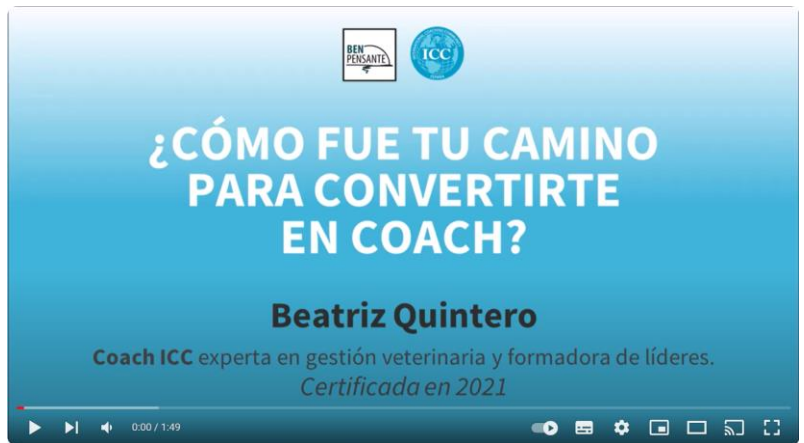 BEN
PENSANTE
ICC
¿CÓMO FUE TU CAMINO
PARA CONVERTIRTE
EN COACH?
Beatriz Quintero
Coach ICC experta en gestión veterinaria y formadora de líderes.
Certificada en 2021
0:00 / 1:49